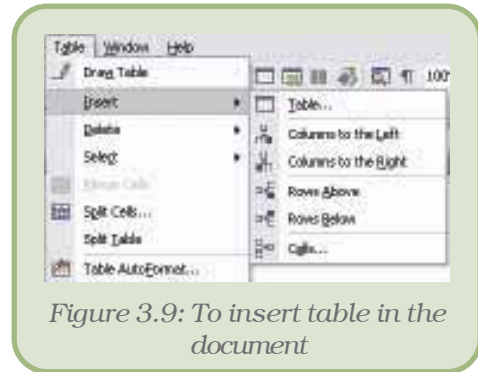 Table Window Help
Draw Table
100
Insert
Table...
Delete
Columns to the Left
Select
Columns to the Right
Merge Cells
Rows Above
Split Cells...
Rows Below
Split Table
Cells...
Table AutoFormat...
Figure 3.9: To insert table in the
document